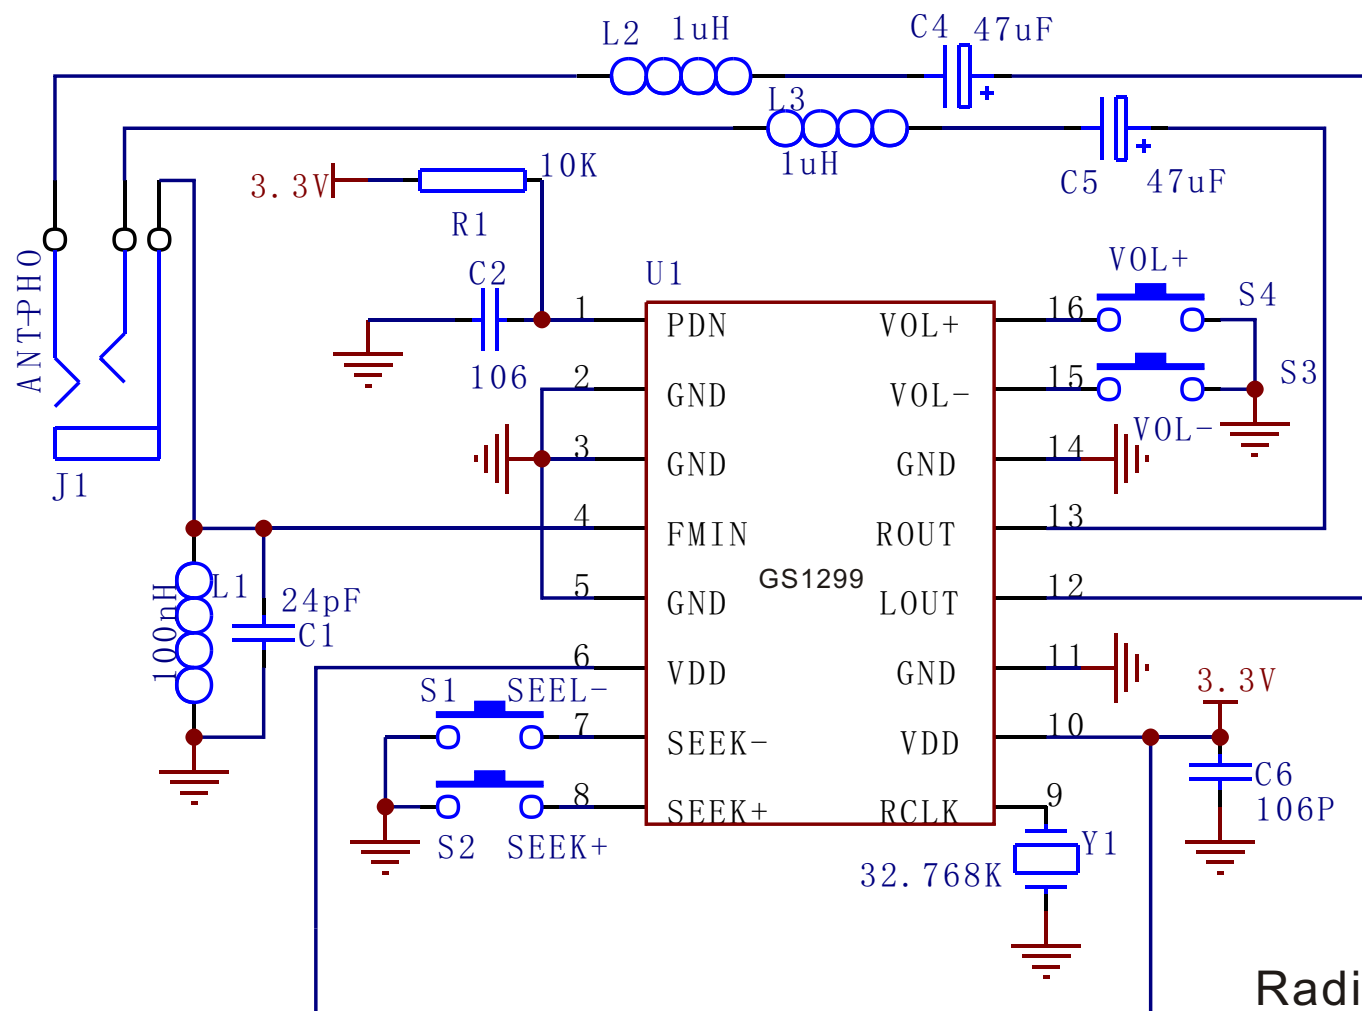 L2 1uH C4 47uF
L3
1uH C5 47uF
3.3V 10K
R1
ANT-PHO
J1
C2
106
U1
1 PDN
2 GND
3 GND
4 FMIN
5 GND
6 VDD
7 SEEK-
8 SEEK+
GS1299
VOL+ 16
VOL- 15
GND 14
ROUT 13
LOUT 12
GND 11
VDD 10
RCLK 9
VOL+
S4
S3
VOL-
100nH L1
24pF
C1
S1 SEEL-
S2 SEEK+
3.3V
C6
106P
Y1
32.768K
Radi